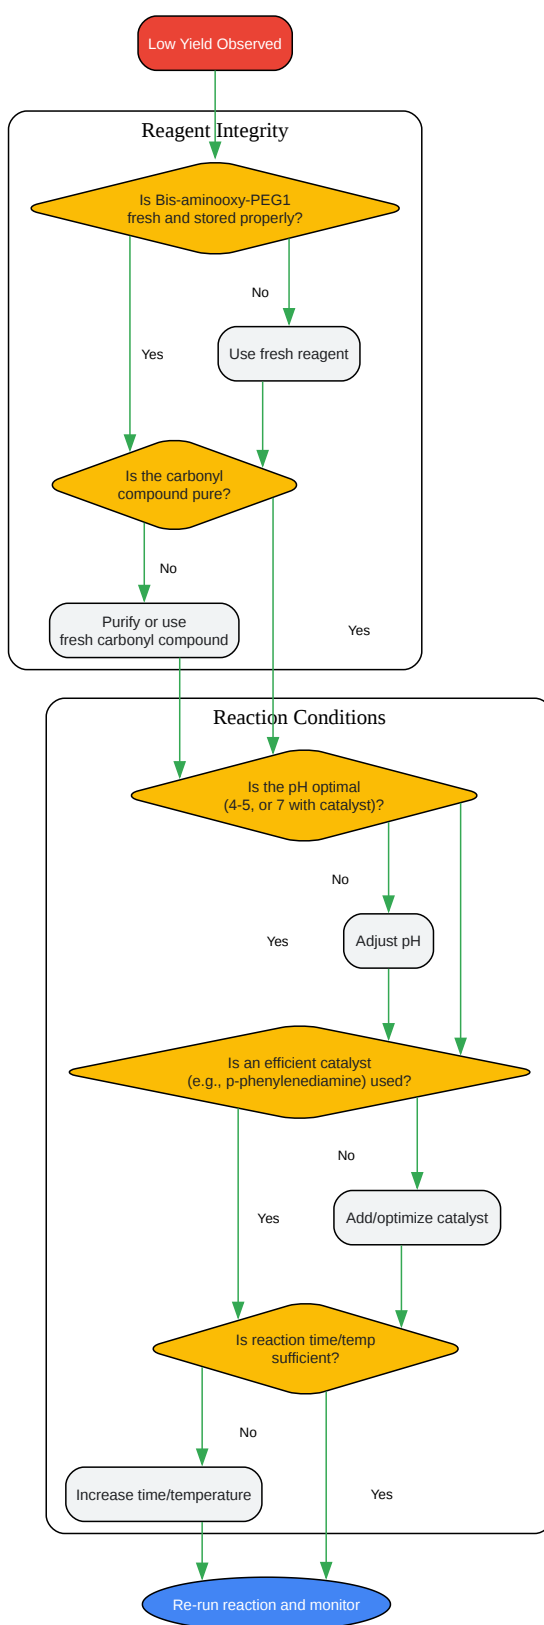 Low Yield Observed
Reagent Integrity
Is Bis-aminooxy-PEG1
fresh and stored properly?
No
Yes
Use fresh reagent
Is the carbonyl
compound pure?
No
Purify or use
fresh carbonyl compound
Yes
Reaction Conditions
Is the pH optimal
(4-5, or 7 with catalyst)?
No
Yes
Adjust pH
Is an efficient catalyst
(e.g., p-phenylenediamine) used?
No
Yes
Add/optimize catalyst
Is reaction time/temp
sufficient?
No
Increase time/temperature
Yes
Re-run reaction and monitor